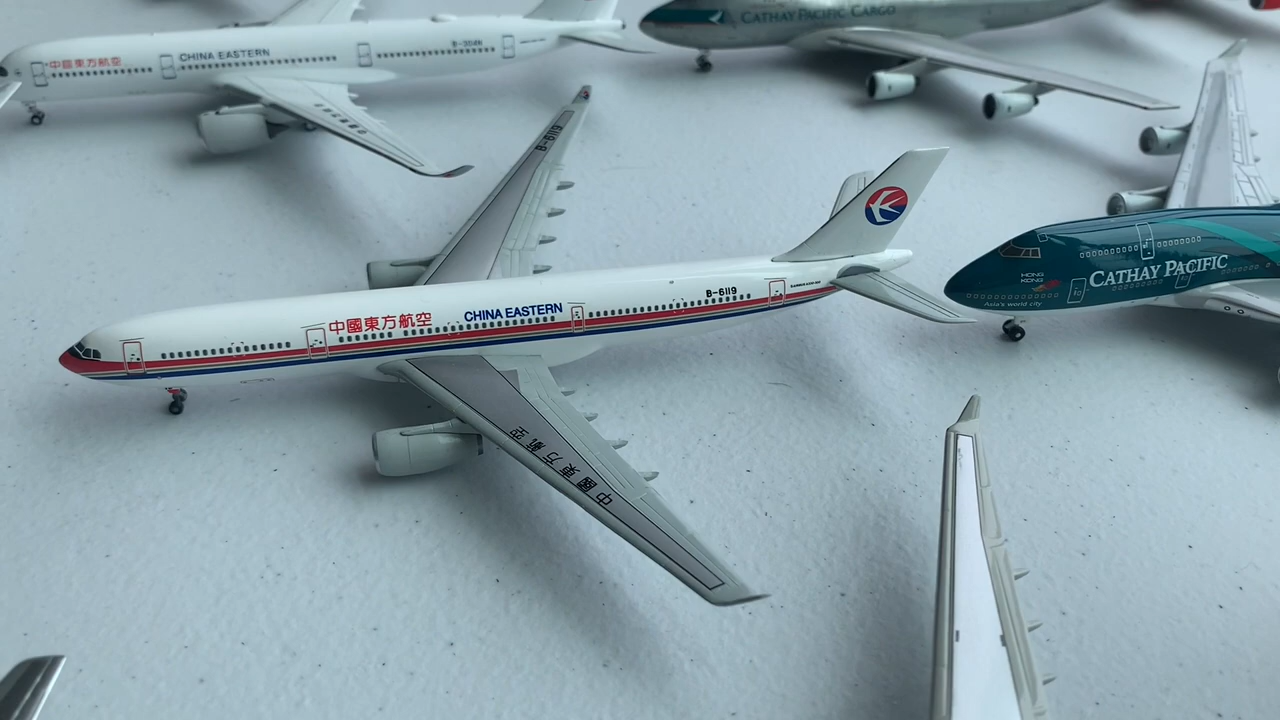 中國東方航空 CHINA EASTERN
CATHAY PACIFIC CARGO
B-6119
中國東方航空 CHINA EASTERN B-6119
中國東方航空
HONG KONG
CATHAY PACIFIC
Asia's world city